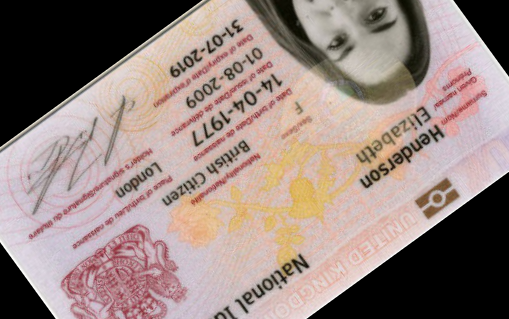 UNITED KINGDOM
National Id
Surname/Nom
Henderson
Given names/Prénoms
Elizabeth
Sex/Sexe
F
Nationality/Nationalité
British Citizen
Place of birth/Lieu de naissance
London
Date of birth/Date de naissance
14-04-1977
Date of issue/Date de délivrance
01-08-2009
Date of expiry/Date d'expiration
31-07-2019
Holder's signature/Signature du titulaire